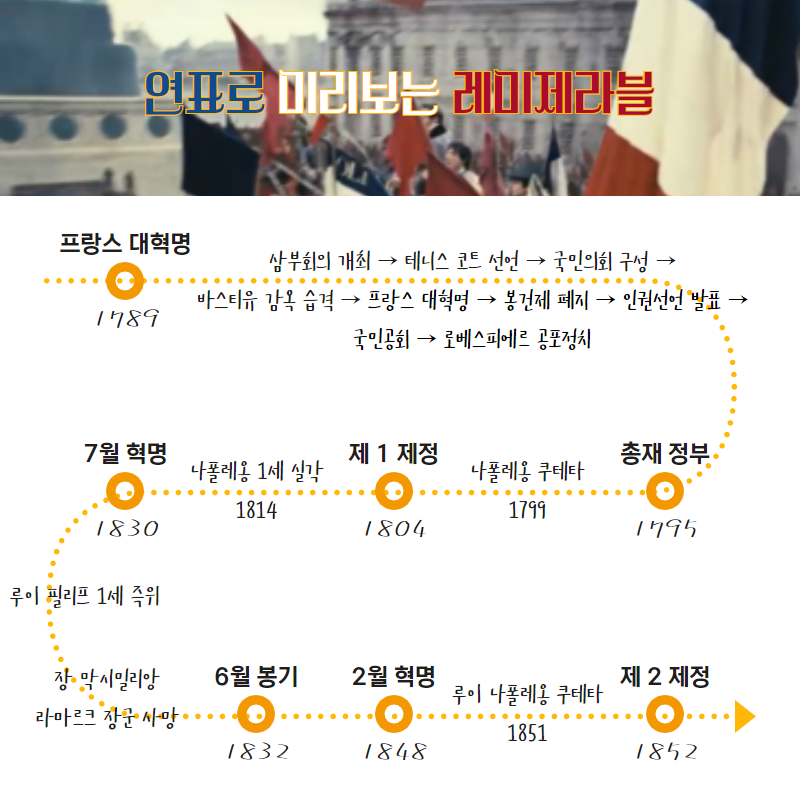 연표로 미리보는 레미제라블
프랑스 대혁명
1789
삼부회의 개최 → 테니스 코트 선언 → 국민의회 구성 →
바스티유 감옥 습격 → 프랑스 대혁명 → 봉건제 폐지 → 인권선언 발표 →
국민공회 → 로베스피에르 공포정치
총재 정부
1795
나폴레옹 쿠테타
1799
제 1 제정
1804
나폴레옹 1세 실각
1814
7월 혁명
1830
루이 필리프 1세 즉위
장 막시밀리앙
라마르크 장군 사망
6월 봉기
1832
2월 혁명
1848
루이 나폴레옹 쿠테타
1851
제 2 제정
1852